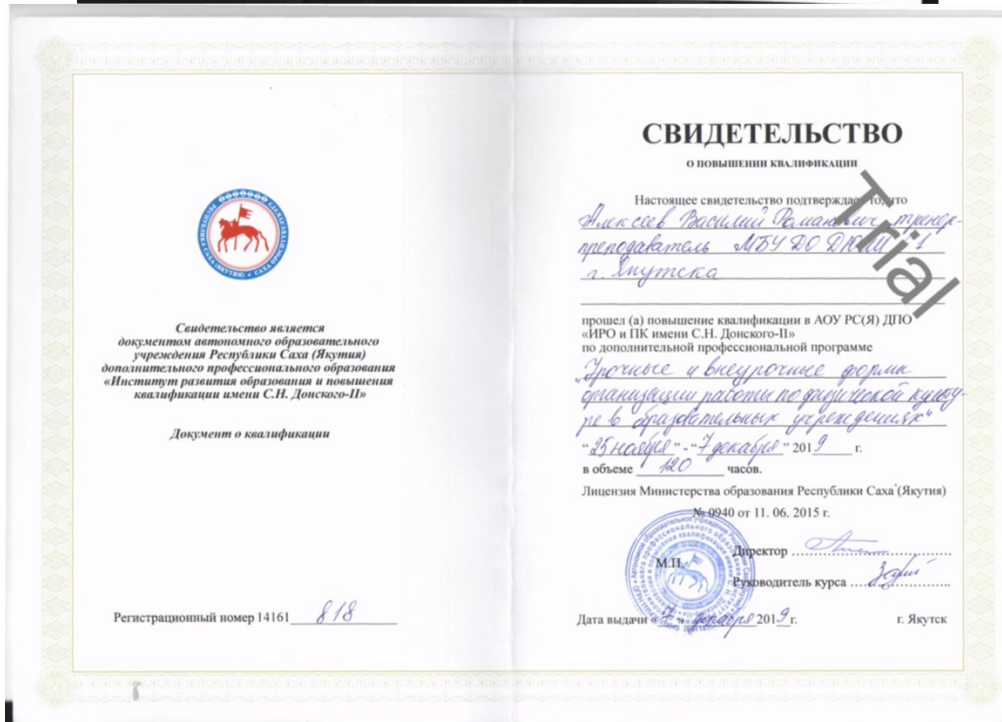 Свидетельство является
документом автономного образовательного
учреждения Республики Саха (Якутия)
дополнительного профессионального образования
«Институт развития образования и повышения
квалификации имени С.Н. Донского-II»
Документ о квалификации
Регистрационный номер 14161 818
СВИДЕТЕЛЬСТВО
О ПОВЫШЕНИИ КВАЛИФИКАЦИИ
Настоящее свидетельство подтверждает то, что
Алексеев Василий Романович, тренер-
преподаватель МБУ ДО ДЮСШ "1"
г. Якутска
прошел (а) повышение квалификации в АОУ РС(Я) ДПО
«ИРО и ПК имени С.Н. Донского-II»
по дополнительной профессиональной программе
"Урочные и внеурочные формы
организации работы по физической культу-
ре в образовательных учреждениях"
"25 ноября" - "7 декабря" 2019 г.
в объеме 120 часов.
Лицензия Министерства образования Республики Саха (Якутия)
№ 0940 от 11. 06. 2015 г.
Директор
М.П.
Руководитель курса
Дата выдачи «7» декабря 2019 г. г. Якутск
Trial